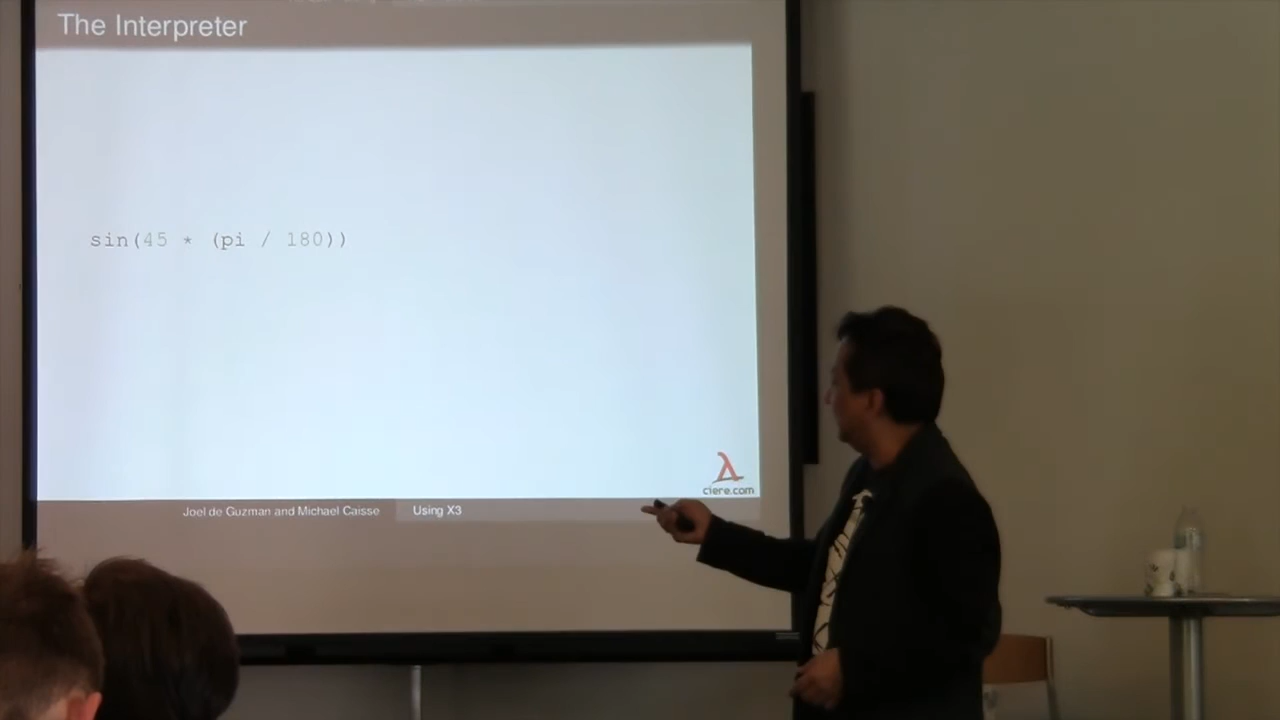 The Interpreter
sin(45 * (pi / 180))
ciere.com
Joel de Guzman and Michael Caisse
Using X3